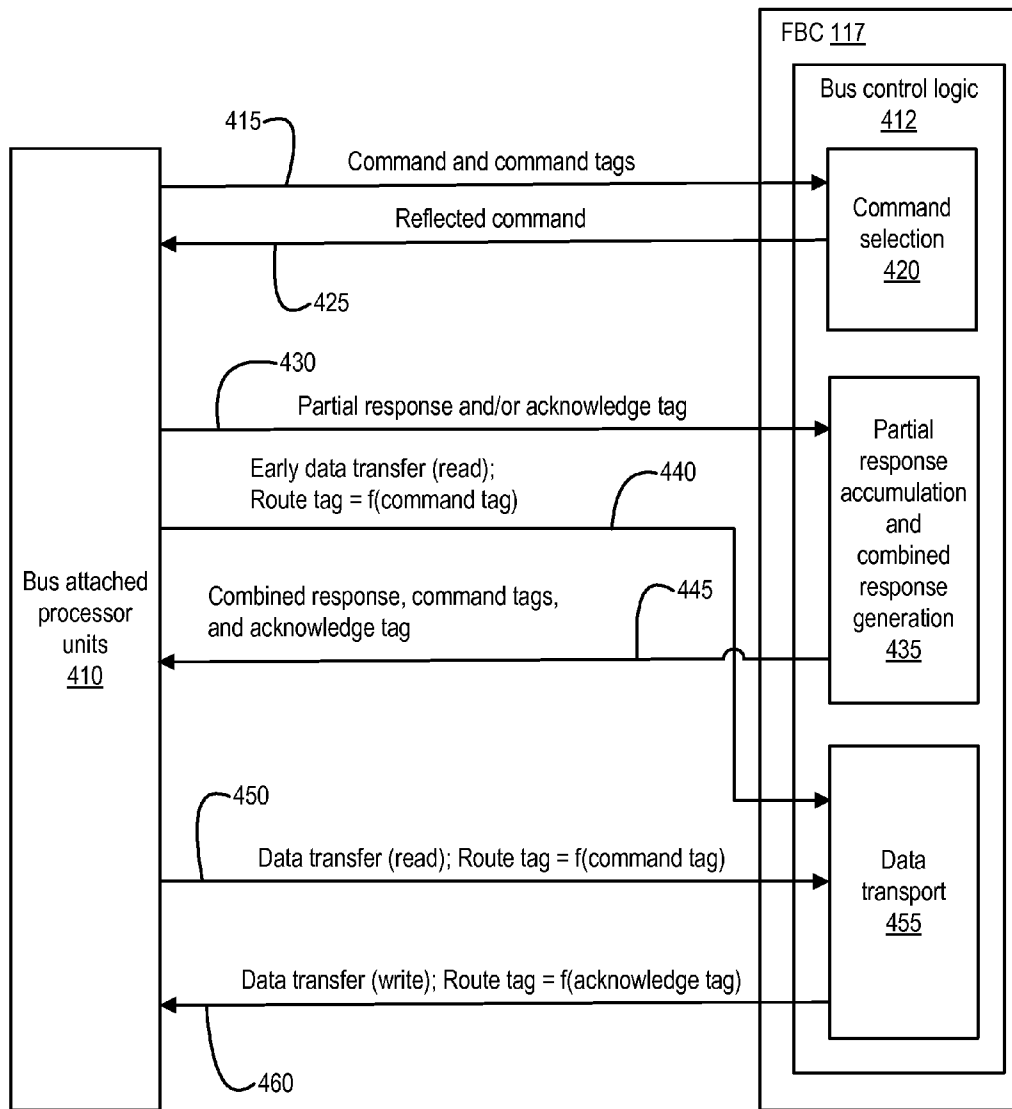 FBC 117
Bus control logic
412
415
Command and command tags
Reflected command
Command
selection
420
425
430
Partial response and/or acknowledge tag
Early data transfer (read);
Route tag = f(command tag)
440
Partial
response
accumulation
and
combined
response
generation
435
Bus attached
processor
units
410
Combined response, command tags,
and acknowledge tag
445
450
Data transfer (read); Route tag = f(command tag)
Data
transport
455
Data transfer (write); Route tag = f(acknowledge tag)
460